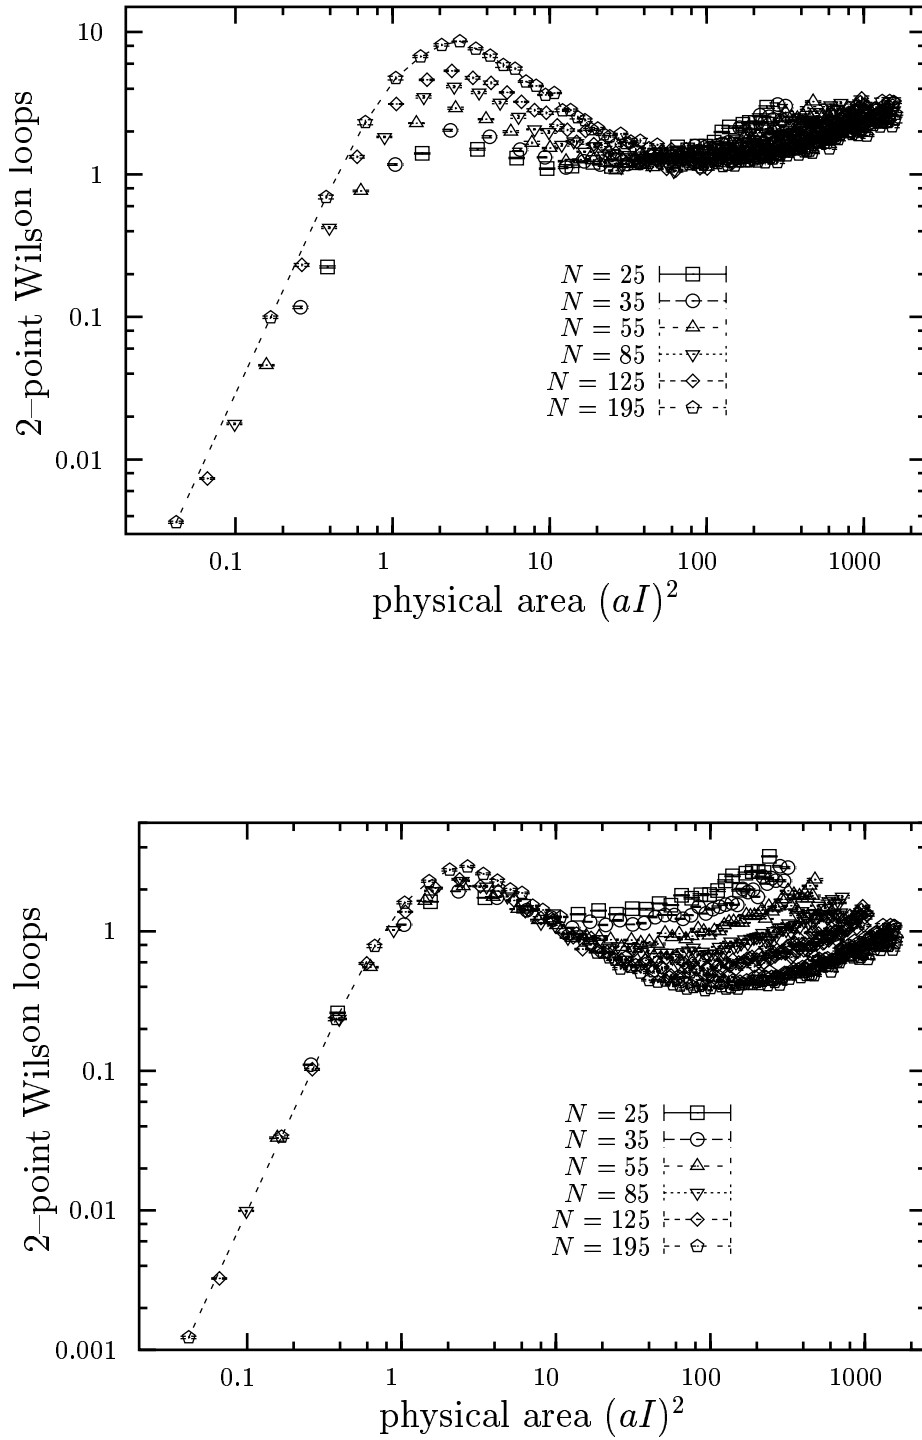 10
1
0.1
0.01
2–point Wilson loops
N = 25
N = 35
N = 55
N = 85
N = 125
N = 195
0.1 1 10 100 1000
physical area (aI)²
1
0.1
0.01
0.001
2–point Wilson loops
N = 25
N = 35
N = 55
N = 85
N = 125
N = 195
0.1 1 10 100 1000
physical area (aI)²